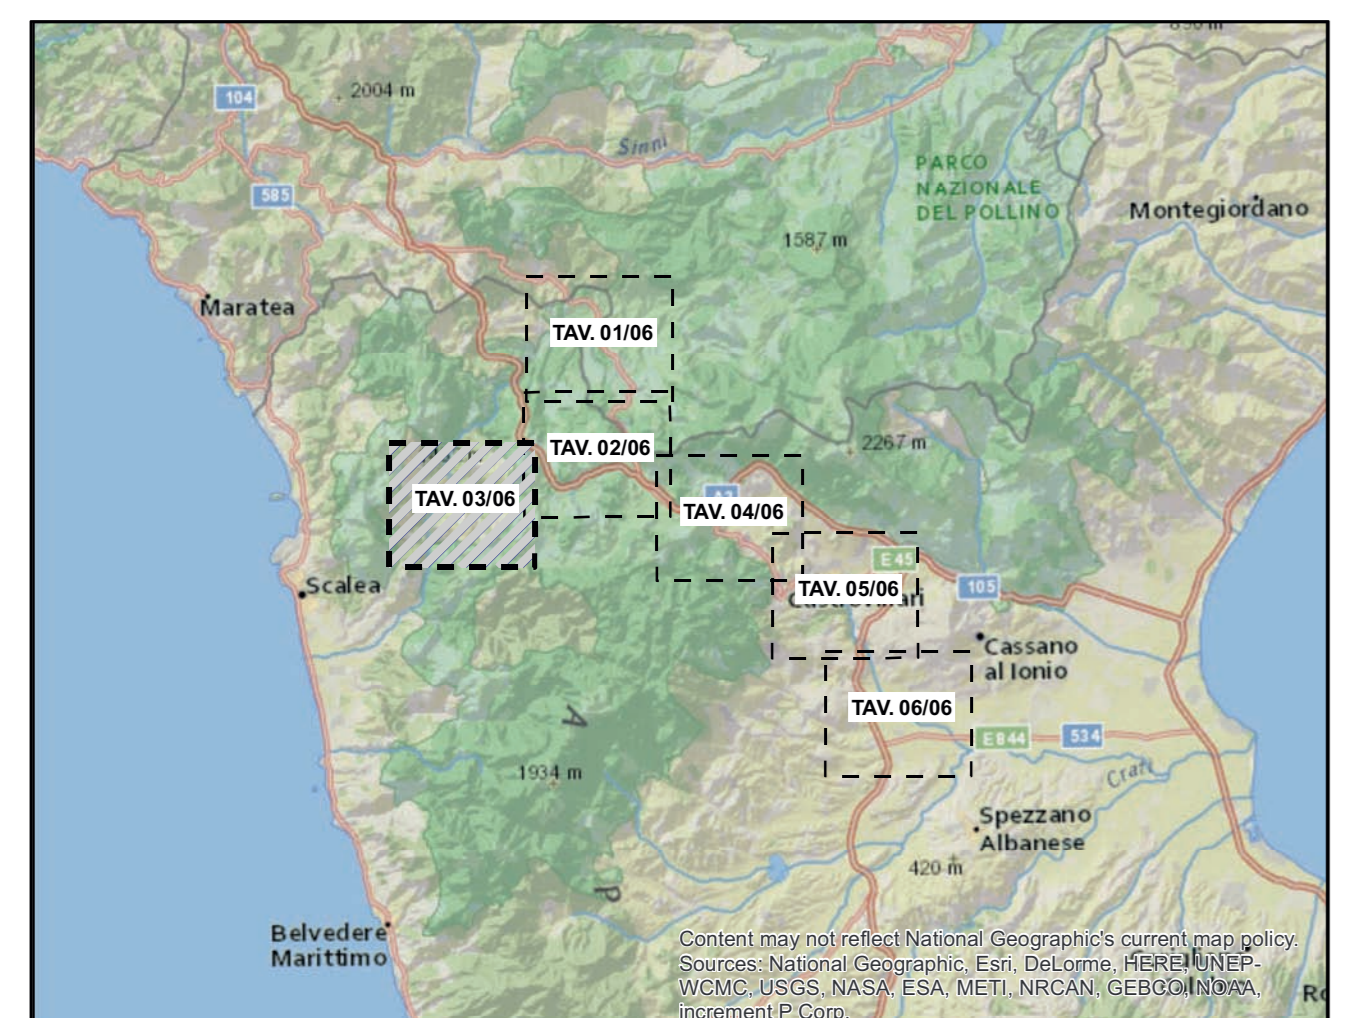 104
2004 m
Sinni
585
PARCO
NAZIONALE
DEL POLLINO
Montegiordano
1587 m
Maratea
TAV. 01/06
TAV. 02/06
2267 m
TAV. 03/06
TAV. 04/06
E45
TAV. 05/06
105
Scalea
Cassano
al Ionio
TAV. 06/06
A
E844
534
1934 m
Crati
Spezzano
Albanese
420 m
P
Belvedere
Marittimo
Content may not reflect National Geographic's current map policy.
Sources: National Geographic, Esri, DeLorme, HERE, UNEP-
WCMC, USGS, NASA, ESA, METI, NRCAN, GEBCO, NOAA,
increment P Corp.